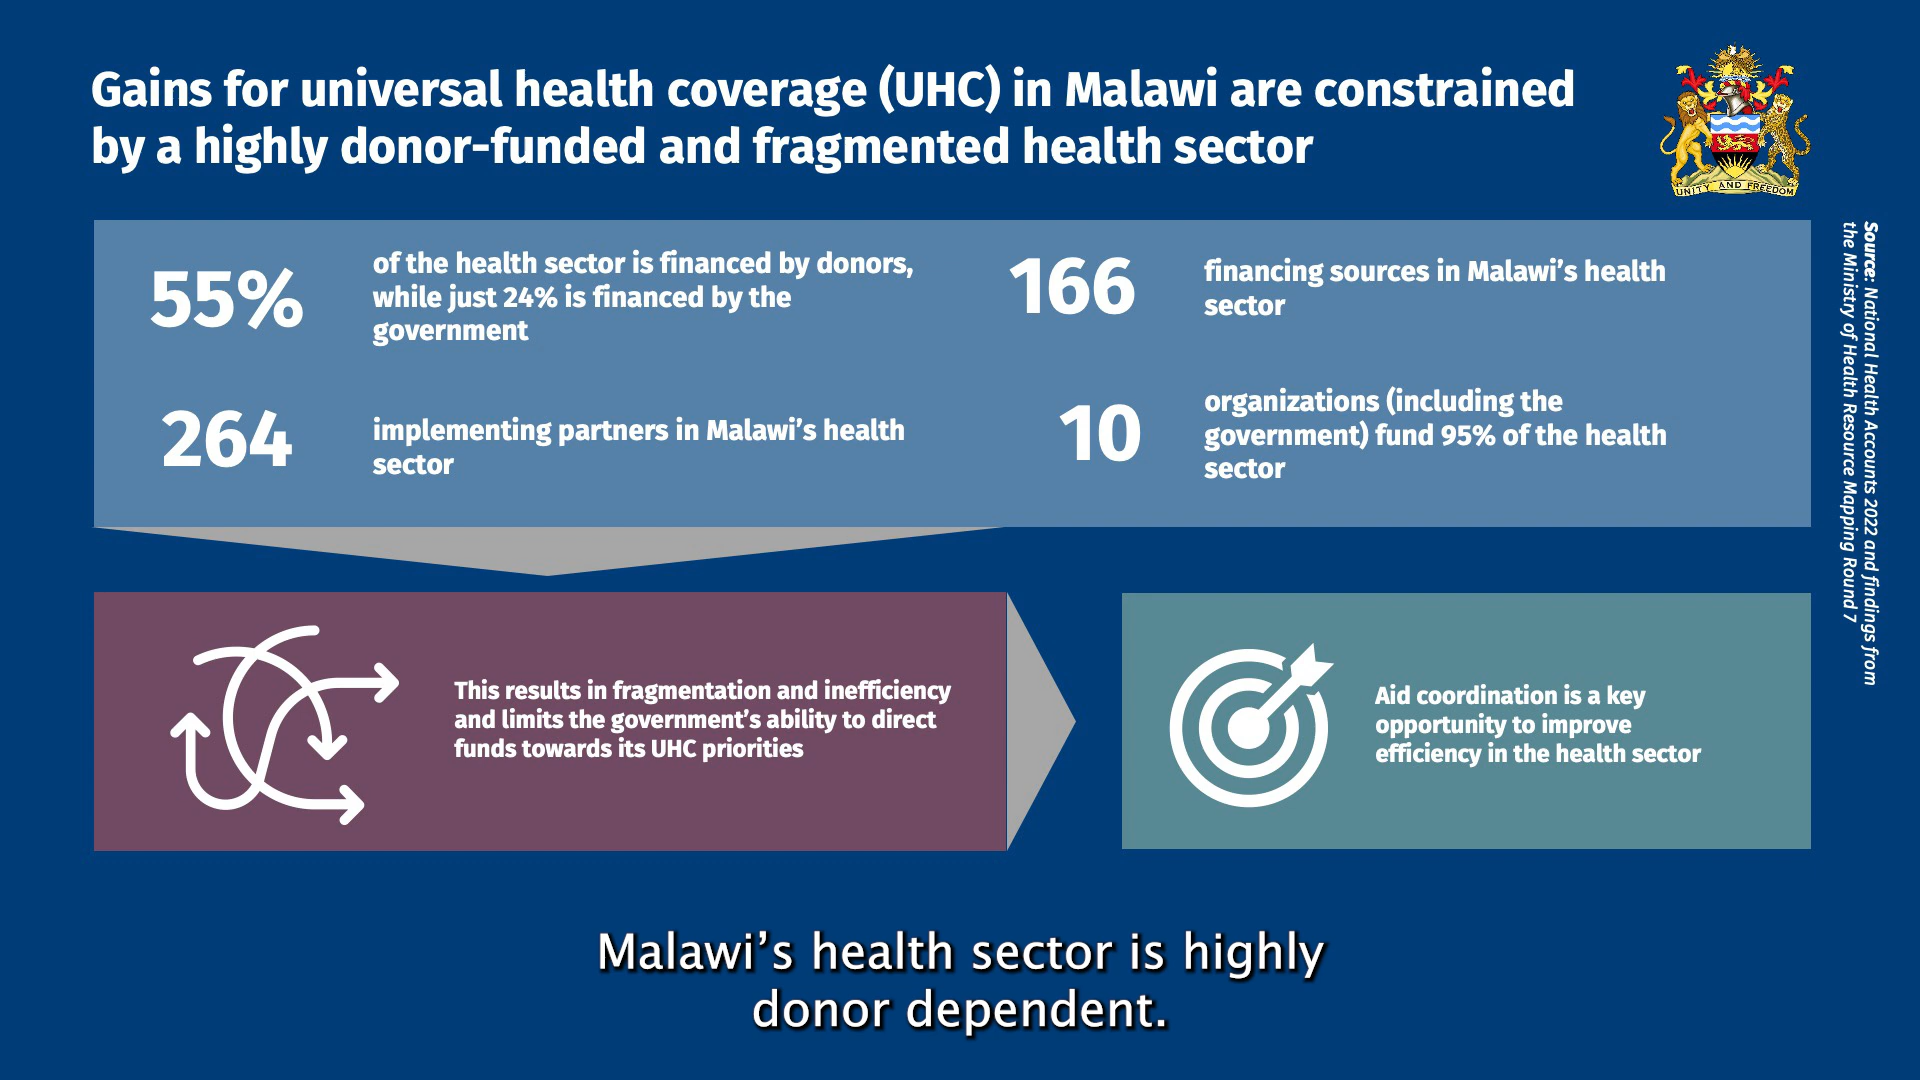 Gains for universal health coverage (UHC) in Malawi are constrained
by a highly donor-funded and fragmented health sector
UNITY AND FREEDOM
55%
of the health sector is financed by donors,
while just 24% is financed by the
government
166
financing sources in Malawi’s health
sector
264
implementing partners in Malawi’s health
sector
10
organizations (including the
government) fund 95% of the health
sector
Source: National Health Accounts 2022 and findings from
the Ministry of Health Resource Mapping Round 7
This results in fragmentation and inefficiency
and limits the government’s ability to direct
funds towards its UHC priorities
Aid coordination is a key
opportunity to improve
efficiency in the health sector
Malawi’s health sector is highly
donor dependent.